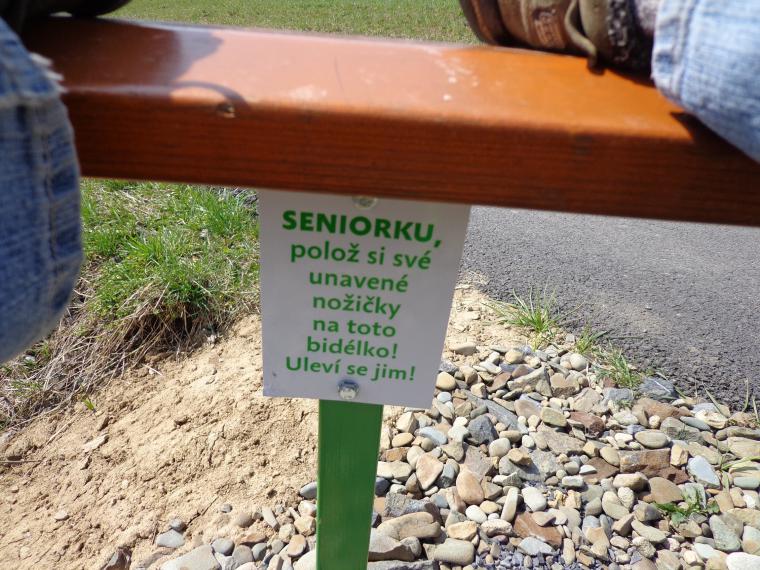 SENIORKU,
polož si své
unavené
nožičky
na toto
bidélko!
Uleví se jim!